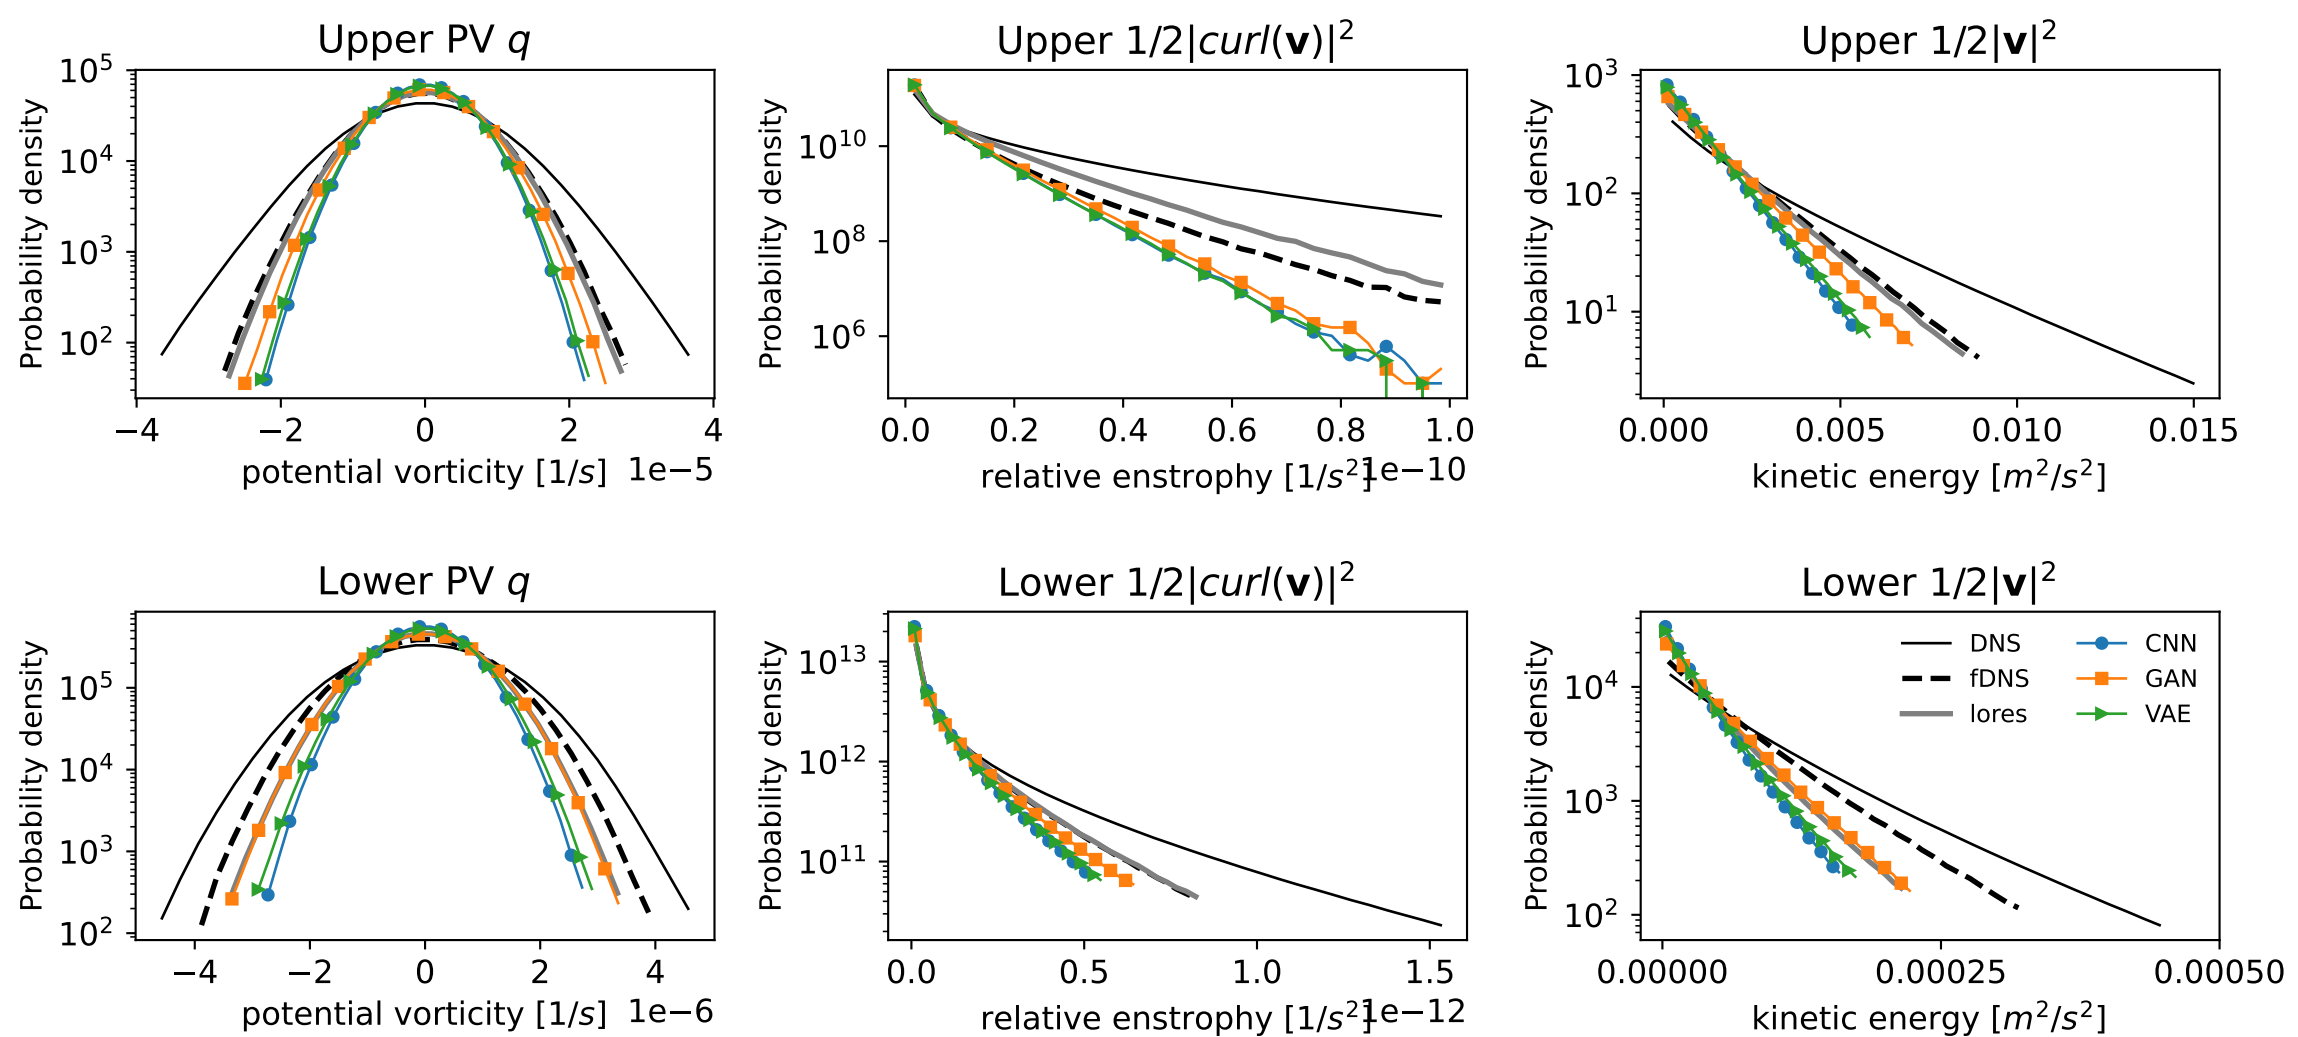 Upper PV q
Probability density
10^5
10^4
10^3
10^2
−4 −2 0 2 4
potential vorticity [1/s] 1e−5
Upper 1/2|curl(v)|^2
Probability density
10^10
10^8
10^6
0.0 0.2 0.4 0.6 0.8 1.0
relative enstrophy [1/s^2] 1e−10
Upper 1/2|v|^2
Probability density
10^3
10^2
10^1
0.000 0.005 0.010 0.015
kinetic energy [m^2/s^2]
Lower PV q
Probability density
10^5
10^4
10^3
10^2
−4 −2 0 2 4
potential vorticity [1/s] 1e−6
Lower 1/2|curl(v)|^2
Probability density
10^13
10^12
10^11
0.0 0.5 1.0 1.5
relative enstrophy [1/s^2] 1e−12
Lower 1/2|v|^2
Probability density
10^4
10^3
10^2
DNS CNN
fDNS GAN
lores VAE
0.00000 0.00025 0.00050
kinetic energy [m^2/s^2]